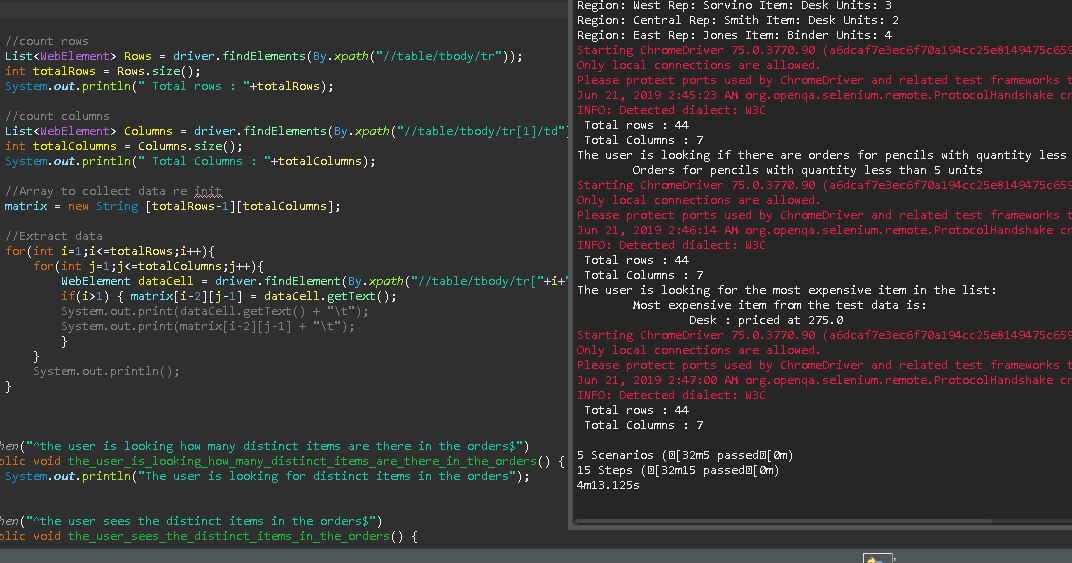 //count rows
List<WebElement> Rows = driver.findElements(By.xpath("//table/tbody/tr"));
int totalRows = Rows.size();
System.out.println(" Total rows : "+totalRows);
//count columns
List<WebElement> Columns = driver.findElements(By.xpath("//table/tbody/tr[1]/td"]
int totalColumns = Columns.size();
System.out.println(" Total Columns : "+totalColumns);
//Array to collect data re init
matrix = new String [totalRows-1][totalColumns];
//Extract data
for(int i=1;i<=totalRows;i++){
for(int j=1;j<=totalColumns;j++){
WebElement dataCell = driver.findElement(By.xpath("//table/tbody/tr["+i+"
if(i>1) { matrix[i-2][j-1] = dataCell.getText();
System.out.print(dataCell.getText() + "\t");
System.out.print(matrix[i-2][j-1] + "\t");
}
}
System.out.println();
}
hen("^the user is looking how many distinct items are there in the orders$")
blic void the_user_is_looking_how_many_distinct_items_are_there_in_the_orders() {
System.out.println("The user is looking for distinct items in the orders");
hen("^the user sees the distinct items in the orders$")
blic void the_user_sees_the_distinct_items_in_the_orders() {
Region: West Rep: Sorvino Item: Desk Units: 3
Region: Central Rep: Smith Item: Desk Units: 2
Region: East Rep: Jones Item: Binder Units: 4
Starting ChromeDriver 75.0.3770.90 (a6dcaf7e3ec6f70a194cc25e8149475c659
Only local connections are allowed.
Please protect ports used by ChromeDriver and related test frameworks t
Jun 21, 2019 2:45:23 AM org.openqa.selenium.remote.ProtocolHandshake cr
INFO: Detected dialect: W3C
Total rows : 44
Total Columns : 7
The user is looking if there are orders for pencils with quantity less
Orders for pencils with quantity less than 5 units
Starting ChromeDriver 75.0.3770.90 (a6dcaf7e3ec6f70a194cc25e8149475c659
Only local connections are allowed.
Please protect ports used by ChromeDriver and related test frameworks t
Jun 21, 2019 2:46:14 AM org.openqa.selenium.remote.ProtocolHandshake cr
INFO: Detected dialect: W3C
Total rows : 44
Total Columns : 7
The user is looking for the most expensive item in the list:
Most expensive item from the test data is:
Desk : priced at 275.0
Starting ChromeDriver 75.0.3770.90 (a6dcaf7e3ec6f70a194cc25e8149475c659
Only local connections are allowed.
Please protect ports used by ChromeDriver and related test frameworks t
Jun 21, 2019 2:47:00 AM org.openqa.selenium.remote.ProtocolHandshake cr
INFO: Detected dialect: W3C
Total rows : 44
Total Columns : 7
5 Scenarios ([32m5 passed[0m)
15 Steps ([32m15 passed[0m)
4m13.125s